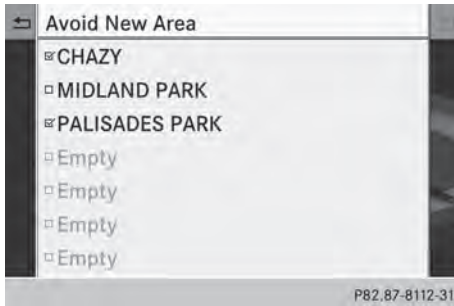 Avoid New Area
CHAZY
MIDLAND PARK
PALISADES PARK
Empty
Empty
Empty
Empty
P82.87-8112-31